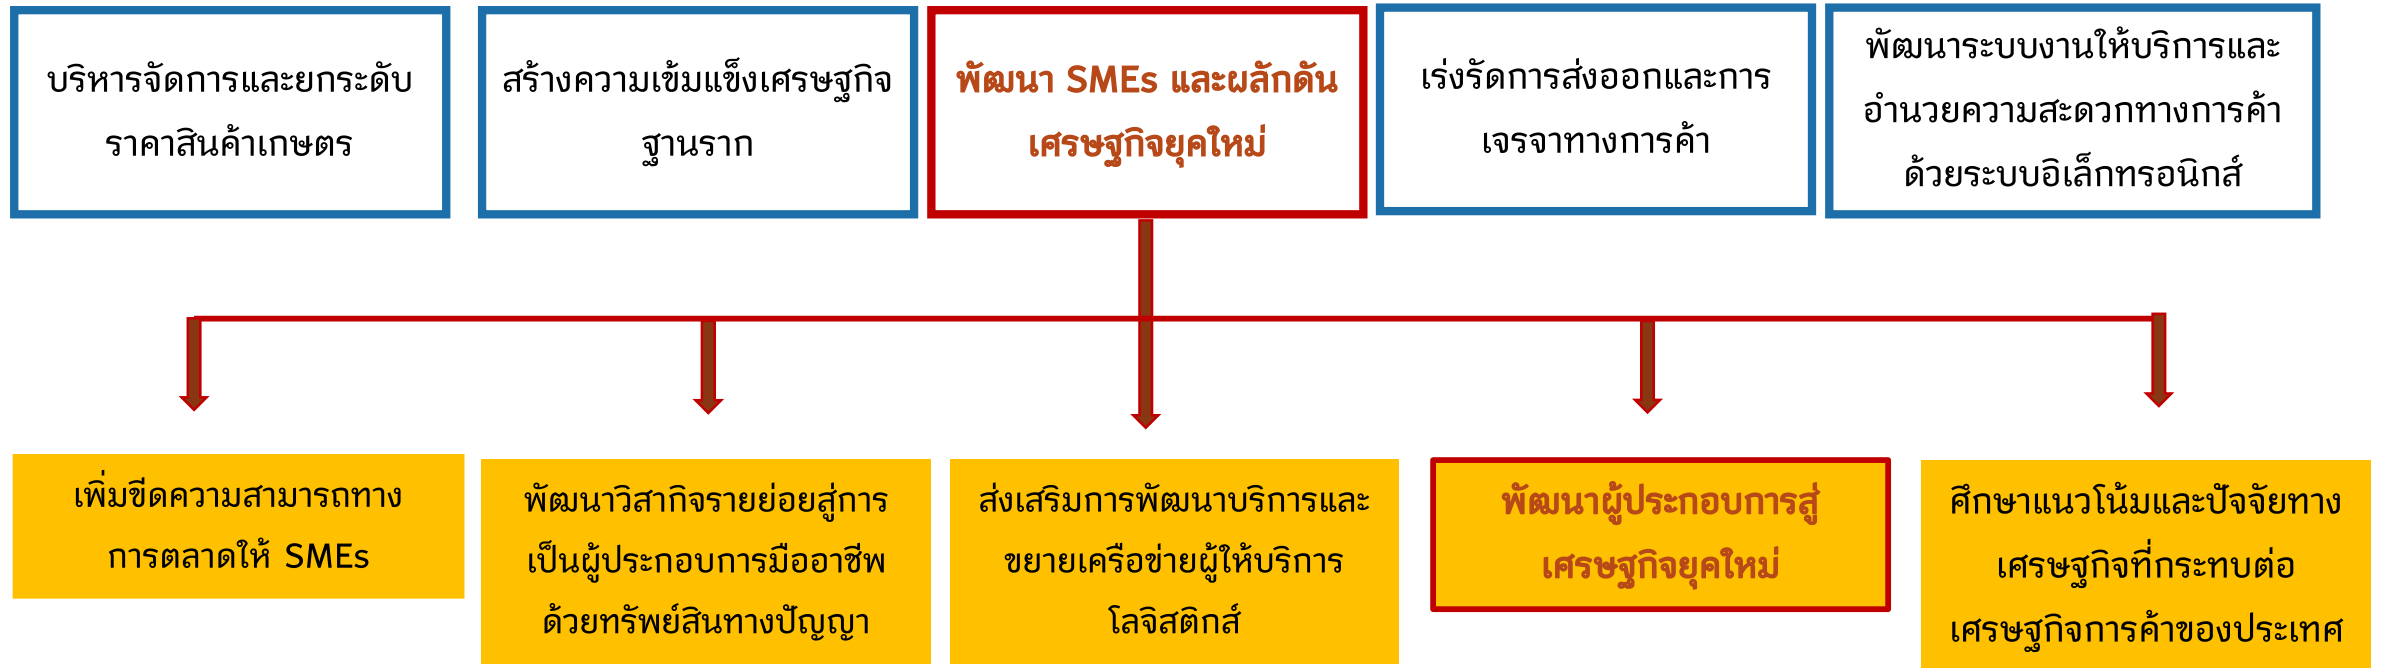 บริหารจัดการและยกระดับ
ราคาสินค้าเกษตร
สร้างความเข้มแข็งเศรษฐกิจ
ฐานราก
พัฒนา SMEs และผลักดัน
เศรษฐกิจยุคใหม่
เร่งรัดการส่งออกและการ
เจรจาทางการค้า
พัฒนาระบบงานให้บริการและ
อำนวยความสะดวกทางการค้า
ด้วยระบบอิเล็กทรอนิกส์
เพิ่มขีดความสามารถทาง
การตลาดให้ SMEs
พัฒนาวิสากิจรายย่อยสู่การ
เป็นผู้ประกอบการมืออาชีพ
ด้วยทรัพย์สินทางปัญญา
ส่งเสริมการพัฒนาบริการและ
ขยายเครือข่ายผู้ให้บริการ
โลจิสติกส์
พัฒนาผู้ประกอบการสู่
เศรษฐกิจยุคใหม่
ศึกษาแนวโน้มและปัจจัยทาง
เศรษฐกิจที่กระทบต่อ
เศรษฐกิจการค้าของประเทศ